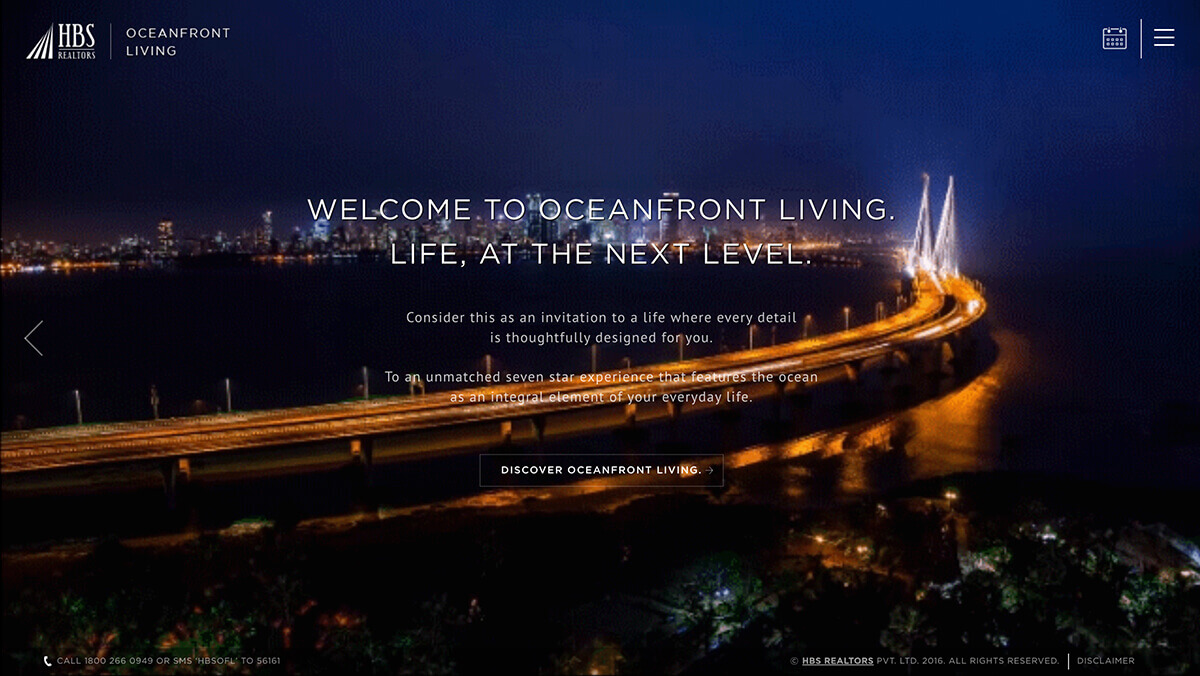 HBS
REALTORS
OCEANFRONT
LIVING
WELCOME TO OCEANFRONT LIVING.
LIFE, AT THE NEXT LEVEL.
Consider this as an invitation to a life where every detail
is thoughtfully designed for you.
To an unmatched seven star experience that features the ocean
as an integral element of your everyday life.
DISCOVER OCEANFRONT LIVING.
CALL 1800 266 0949 OR SMS 'HBSOFL' TO 56161
© HBS REALTORS PVT. LTD. 2016. ALL RIGHTS RESERVED.
DISCLAIMER